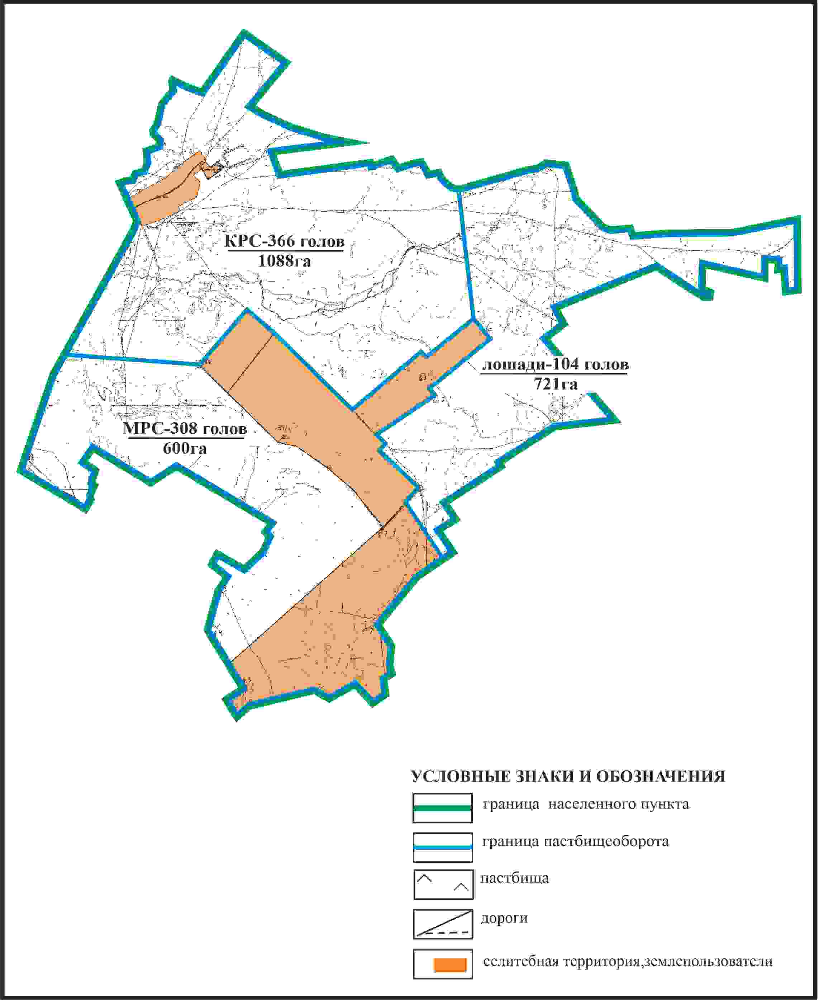 КРС-366 голов
1088га
лошади-104 голов
721га
МРС-308 голов
600га
УСЛОВНЫЕ ЗНАКИ И ОБОЗНАЧЕНИЯ
граница населенного пункта
граница пастбищеоборота
пастбища
дороги
селитебная территория,землепользователи